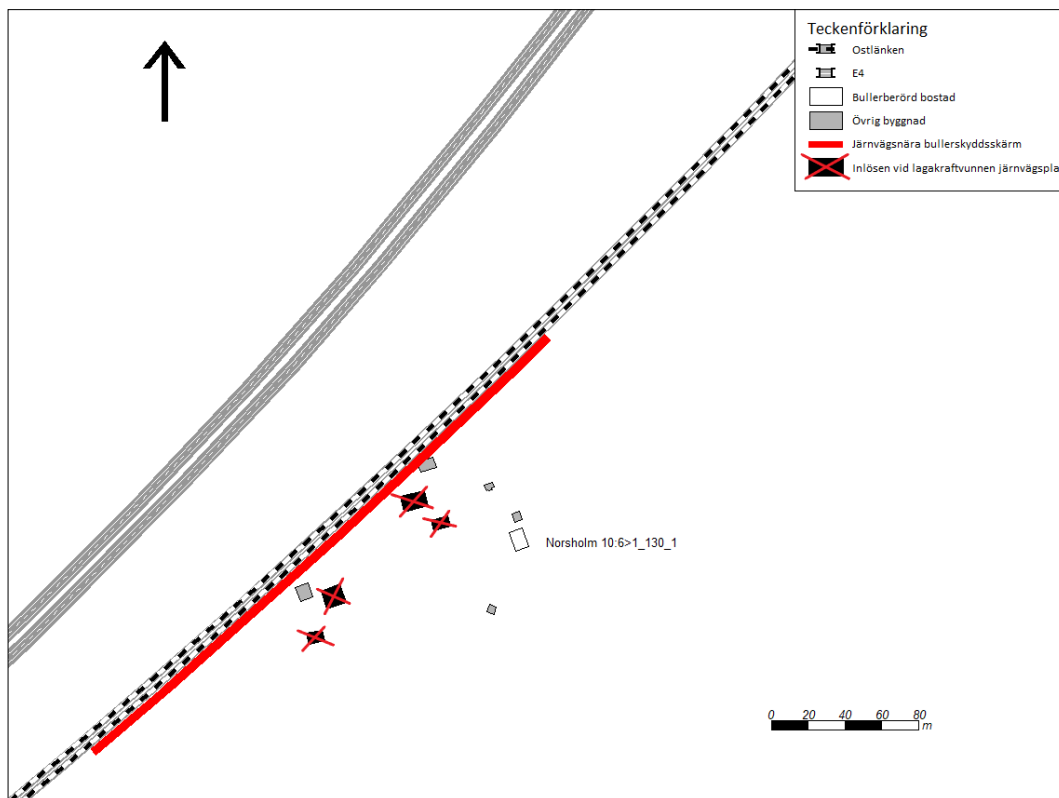 Teckenförklaring
Ostlänken
E4
Bullerberörd bostad
Övrig byggnad
Järnvägsnära bullerskyddsskärm
Inlösen vid lagakraftvunnen järnvägspla
Norsholm 10:6>1_130_1
0 20 40 60 80
m